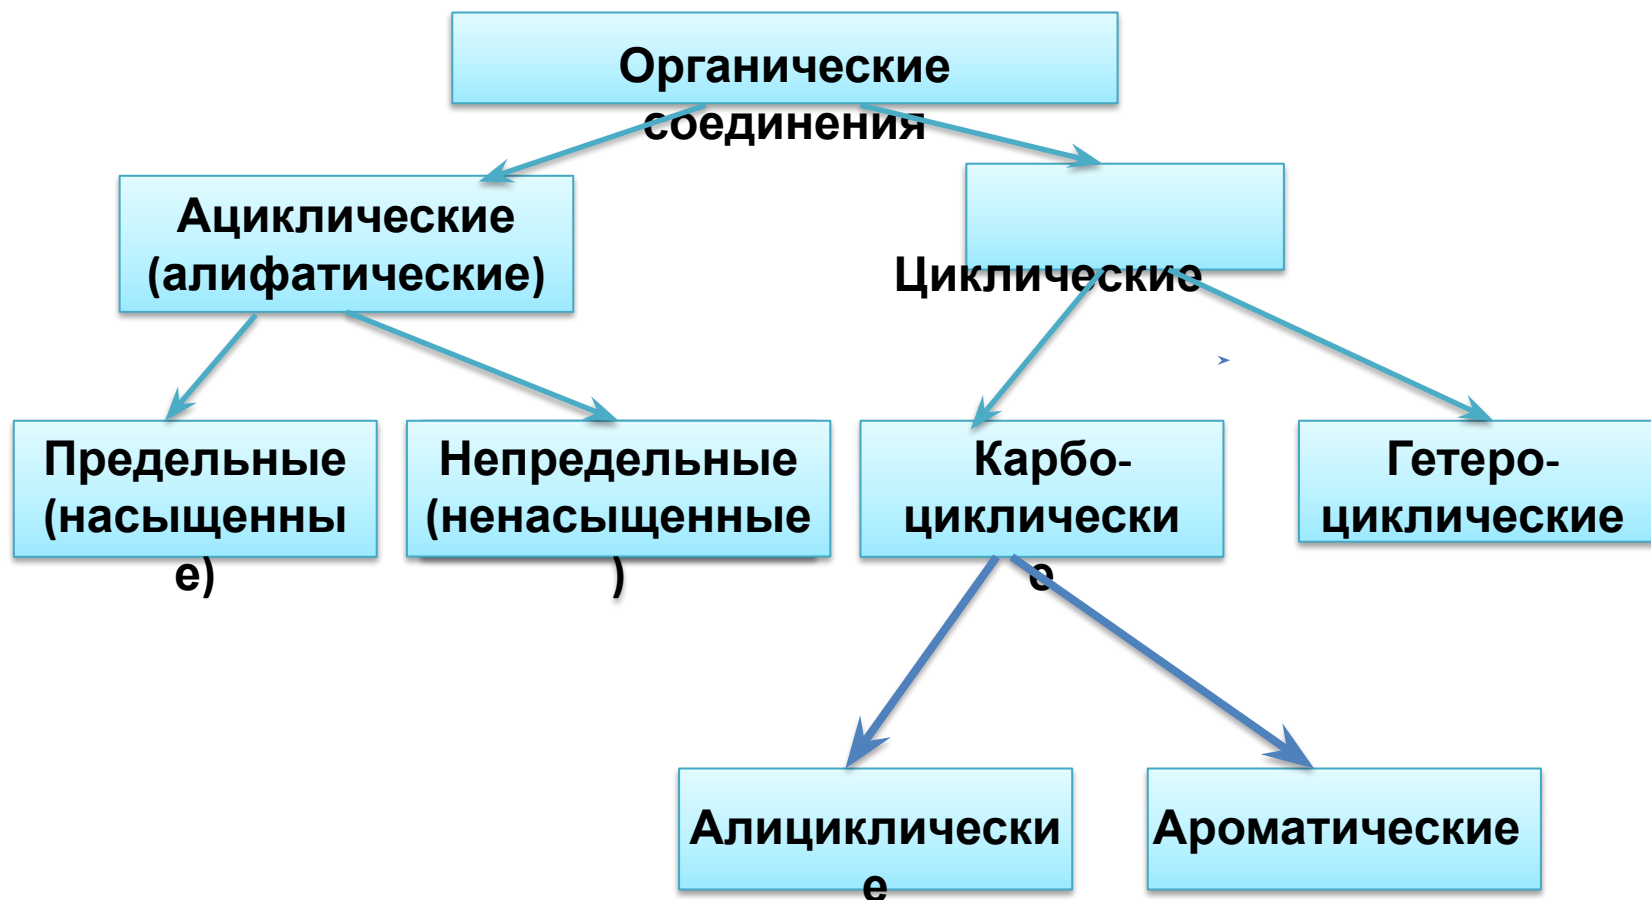 Органические
соединения
Ациклические
(алифатические)
Циклические
Предельные
(насыщенны
е)
Непредельные
(ненасыщенные
)
Карбо-
циклически
е
Гетеро-
циклические
Алициклически
е
Ароматические